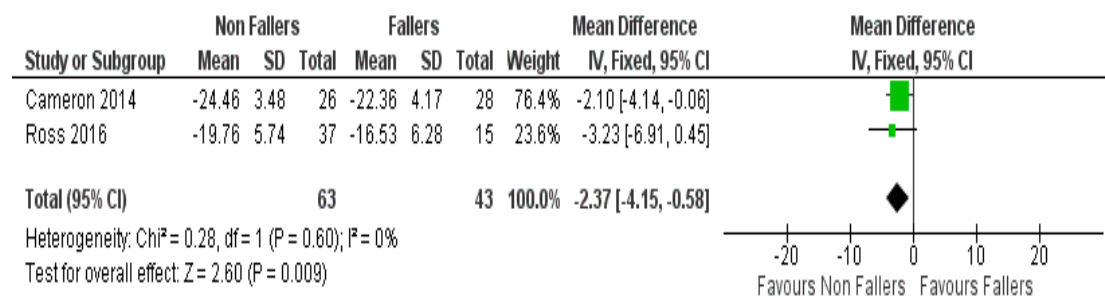 Non Fallers Fallers Mean Difference Mean Difference
Study or Subgroup Mean SD Total Mean SD Total Weight IV, Fixed, 95% CI IV, Fixed, 95% CI
Cameron 2014 -24.46 3.48 26 -22.36 4.17 28 76.4% -2.10 [-4.14, -0.06]
Ross 2016 -19.76 5.74 37 -16.53 6.28 15 23.6% -3.23 [-6.91, 0.45]
Total (95% CI) 63 43 100.0% -2.37 [-4.15, -0.58]
Heterogeneity: Chi² = 0.28, df = 1 (P = 0.60); I² = 0%
Test for overall effect: Z = 2.60 (P = 0.009)
-20 -10 0 10 20
Favours Non Fallers Favours Fallers